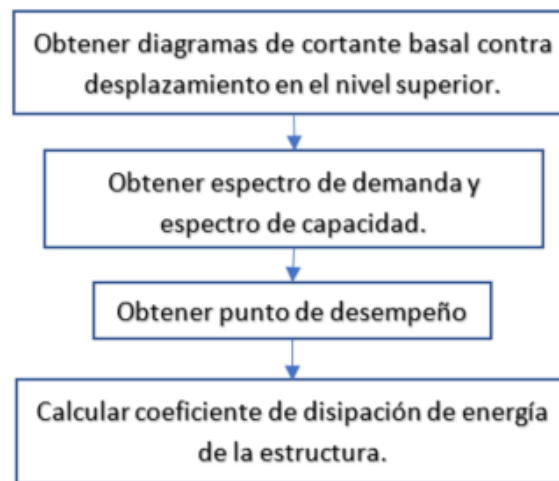 Obtener diagramas de cortante basal contra
desplazamiento en el nivel superior.
Obtener espectro de demanda y
espectro de capacidad.
Obtener punto de desempeño
Calcular coeficiente de disipación de energía
de la estructura.